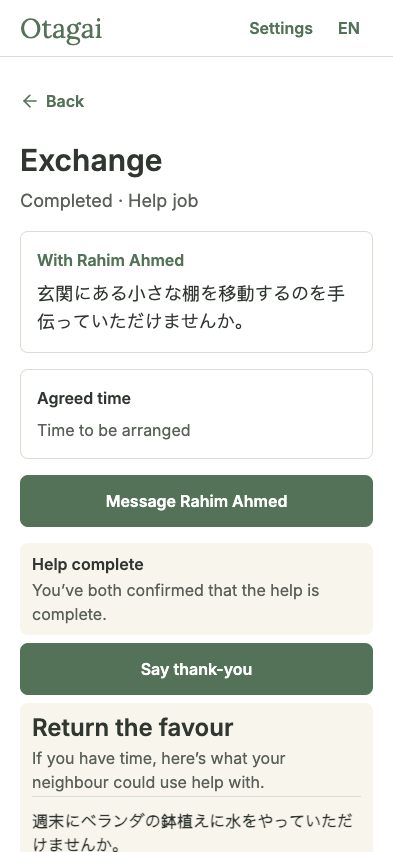 Otagai
Settings
EN
Back
Exchange
Completed · Help job
With Rahim Ahmed
玄関にある小さな棚を移動するのを手
伝っていただけませんか。
Agreed time
Time to be arranged
Message Rahim Ahmed
Help complete
You’ve both confirmed that the help is
complete.
Say thank-you
Return the favour
If you have time, here’s what your
neighbour could use help with.
週末にベランダの鉢植えに水をやっていただ
けませんか。